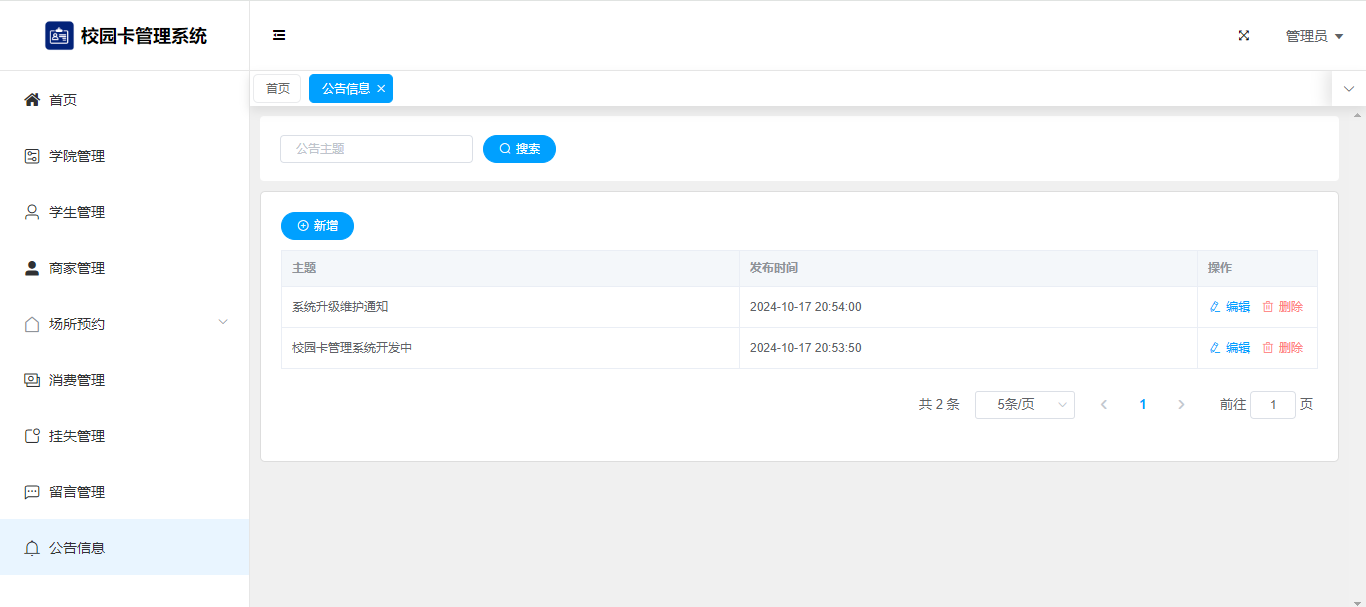 校园卡管理系统
管理员
首页
学院管理
学生管理
商家管理
场所预约
消费管理
挂失管理
留言管理
公告信息
首页 公告信息
公告主题 搜索
新增
主题 发布时间 操作
系统升级维护通知 2024-10-17 20:54:00 编辑 删除
校园卡管理系统开发中 2024-10-17 20:53:50 编辑 删除
共 2 条 5条/页 1 前往 1 页